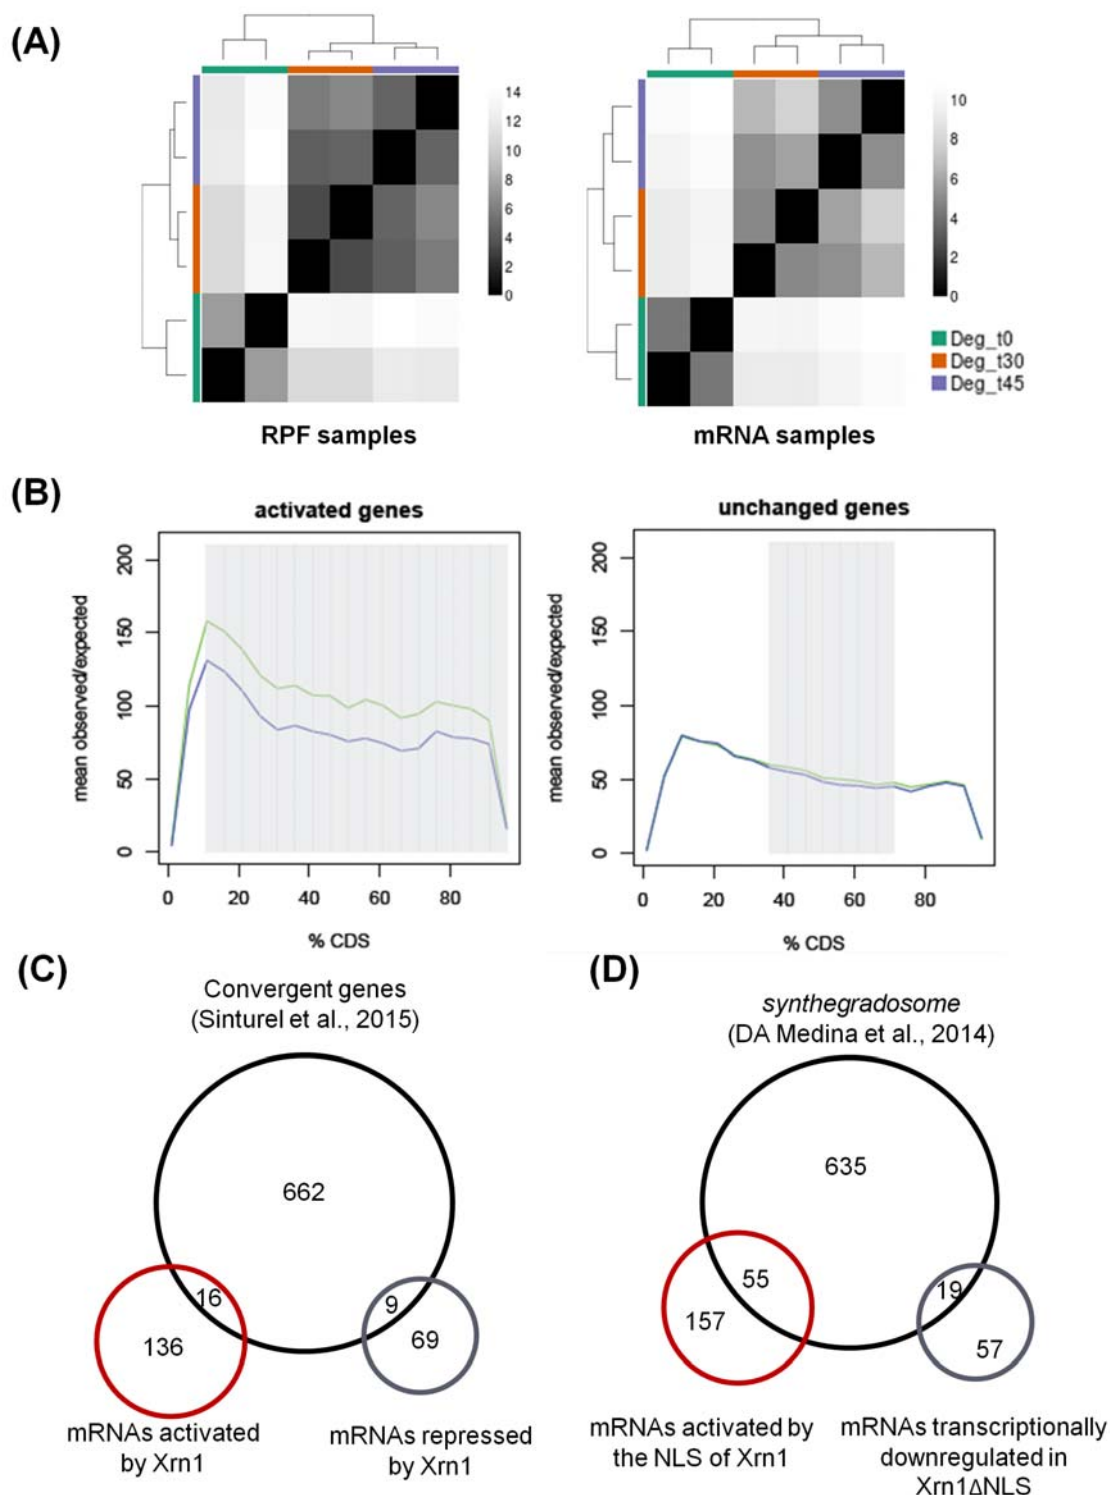 (A)
14
12
10
8
6
4
2
0
10
8
6
4
2
0
Deg_t0
Deg_t30
Deg_t45
RPF samples
mRNA samples
(B)
activated genes
unchanged genes
mean observed/expected
200
150
100
50
0
0 20 40 60 80
% CDS
mean observed/expected
200
150
100
50
0
0 20 40 60 80
% CDS
(C)
Convergent genes
(Sinturel et al., 2015)
662
16
9
136
69
mRNAs activated
by Xrn1
mRNAs repressed
by Xrn1
(D)
synthegradosome
(DA Medina et al., 2014)
635
55
19
157
57
mRNAs activated by
the NLS of Xrn1
mRNAs transcriptionally
downregulated in
Xrn1ΔNLS